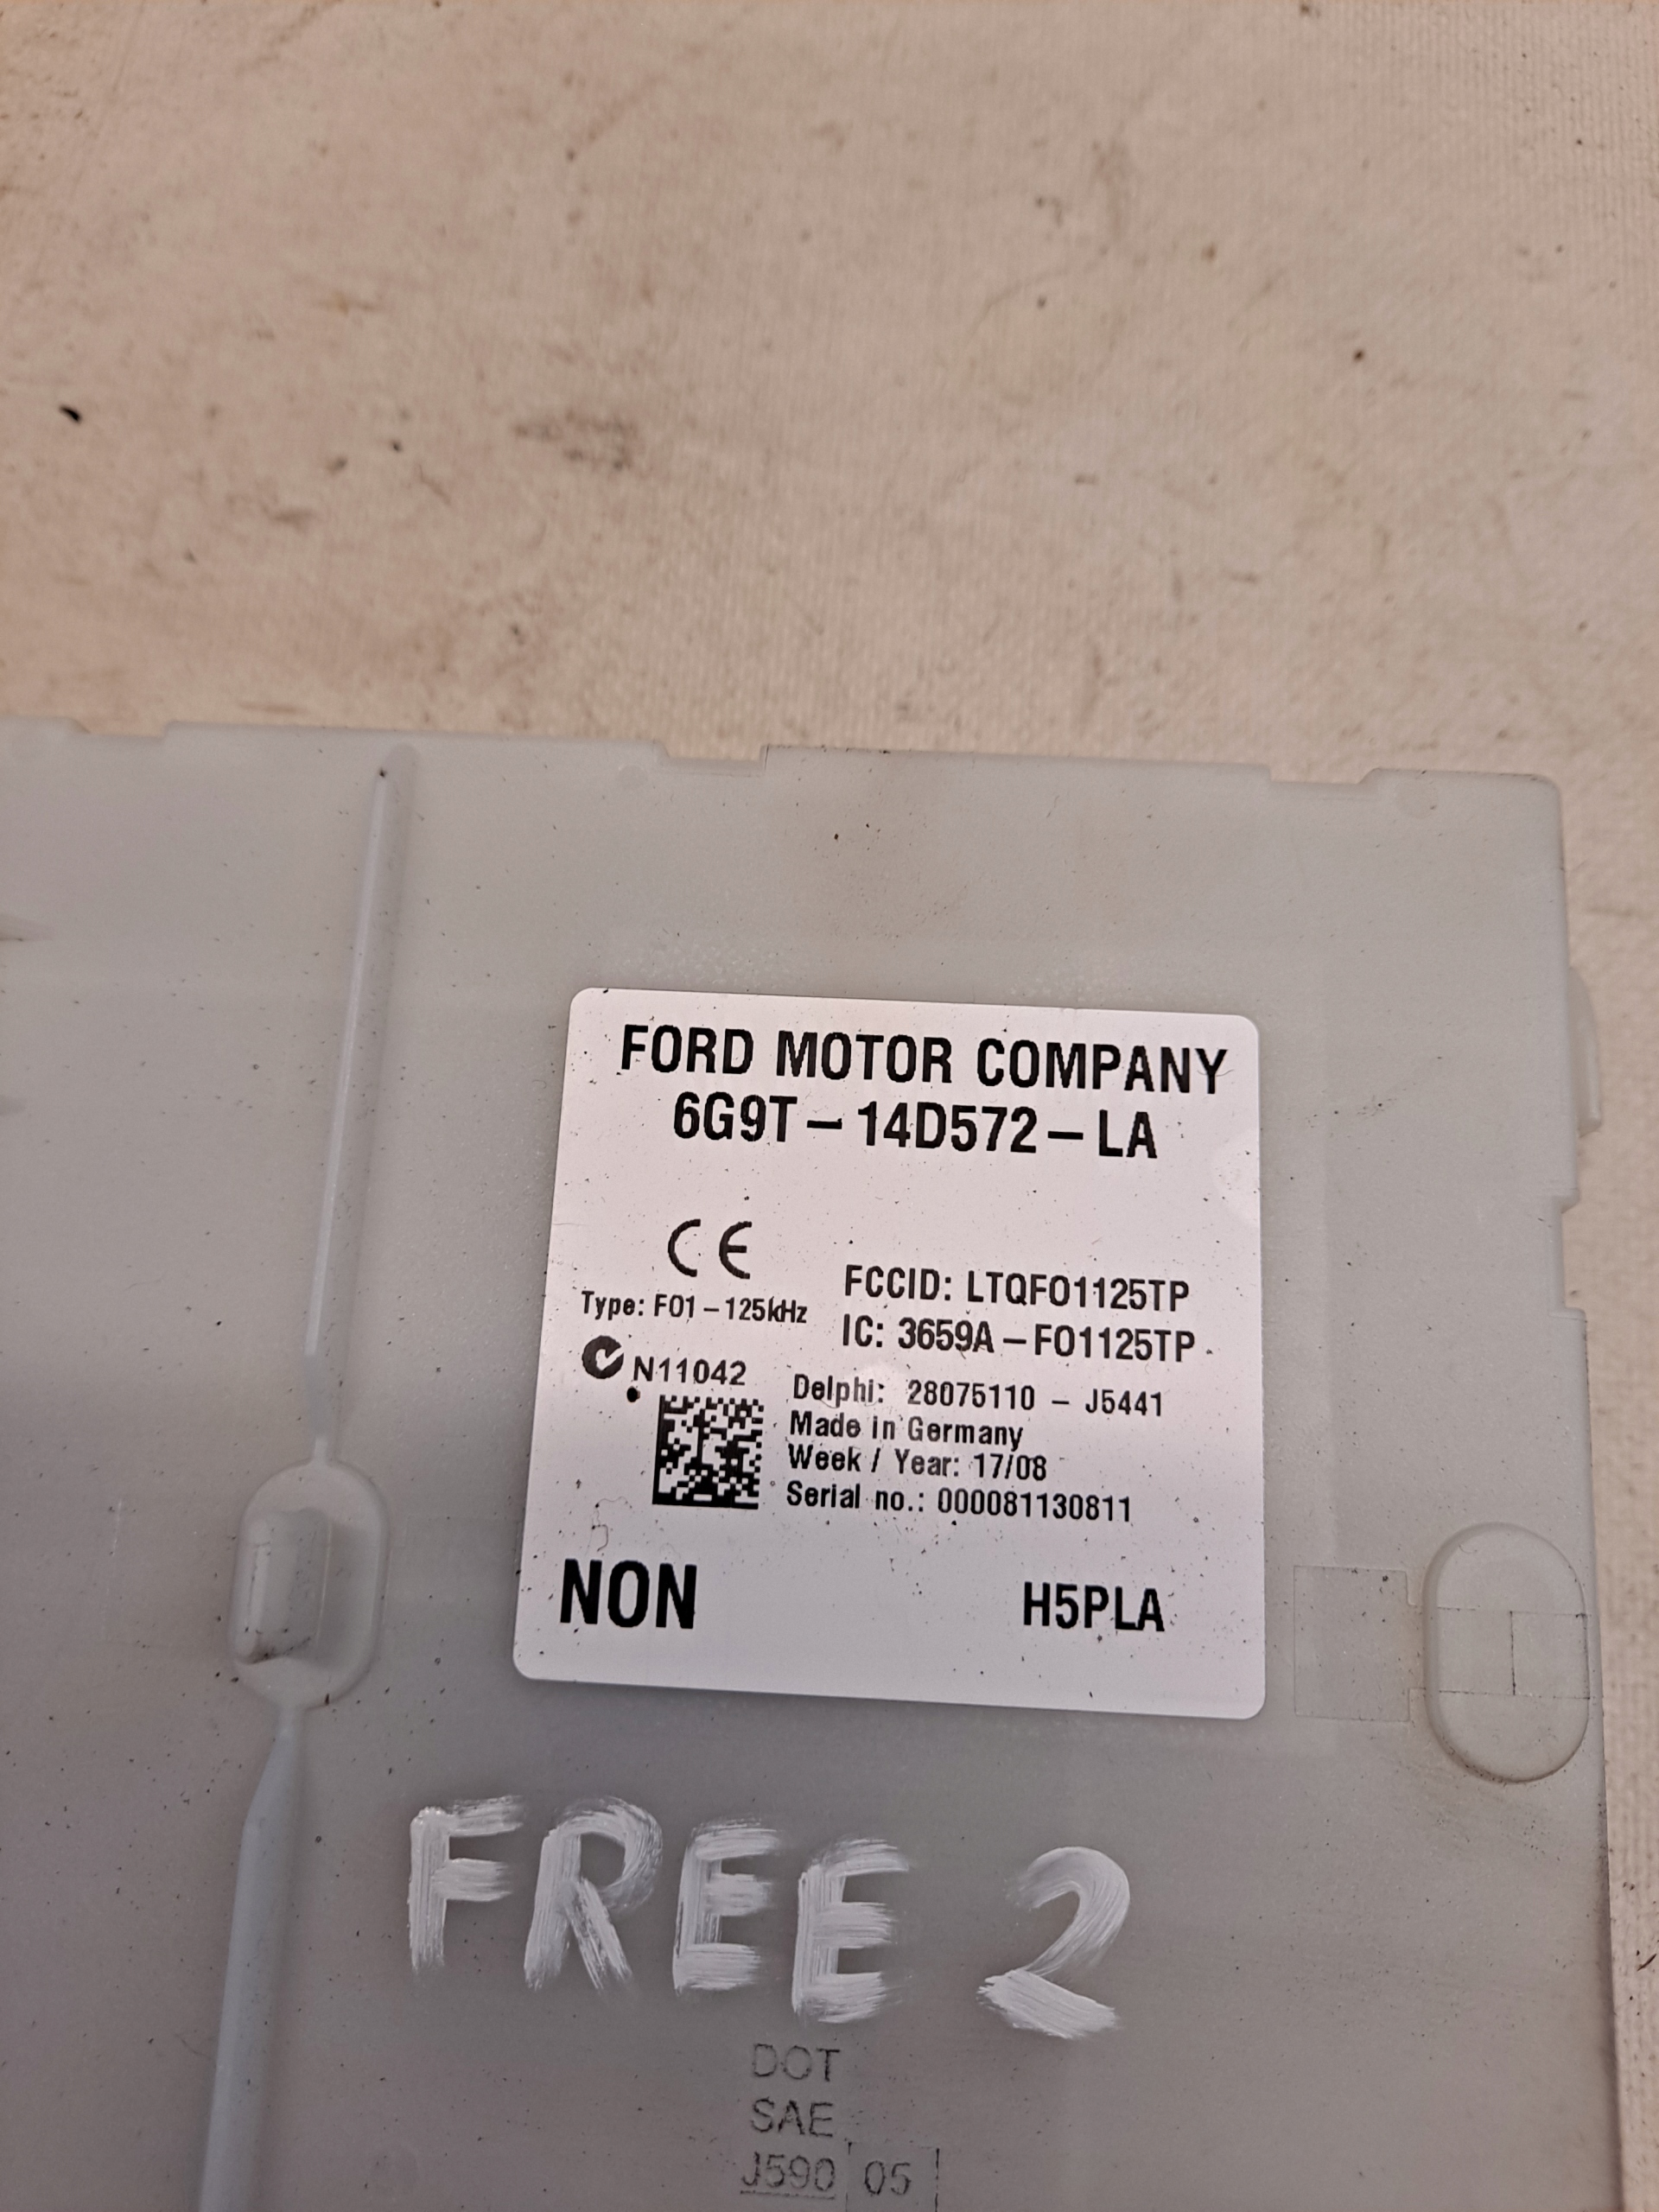 FORD MOTOR COMPANY
6G9T-14D572-LA
CE
Type: F01-125kHz
FCCID: LTQFO1125TP
IC: 3659A-FO1125TP
N11042
Delphi: 28075110 - J5441
Made in Germany
Week / Year: 17/08
Serial no.: 000081130811
NON
H5PLA
FREE 2
DOT
SAE
J590 05